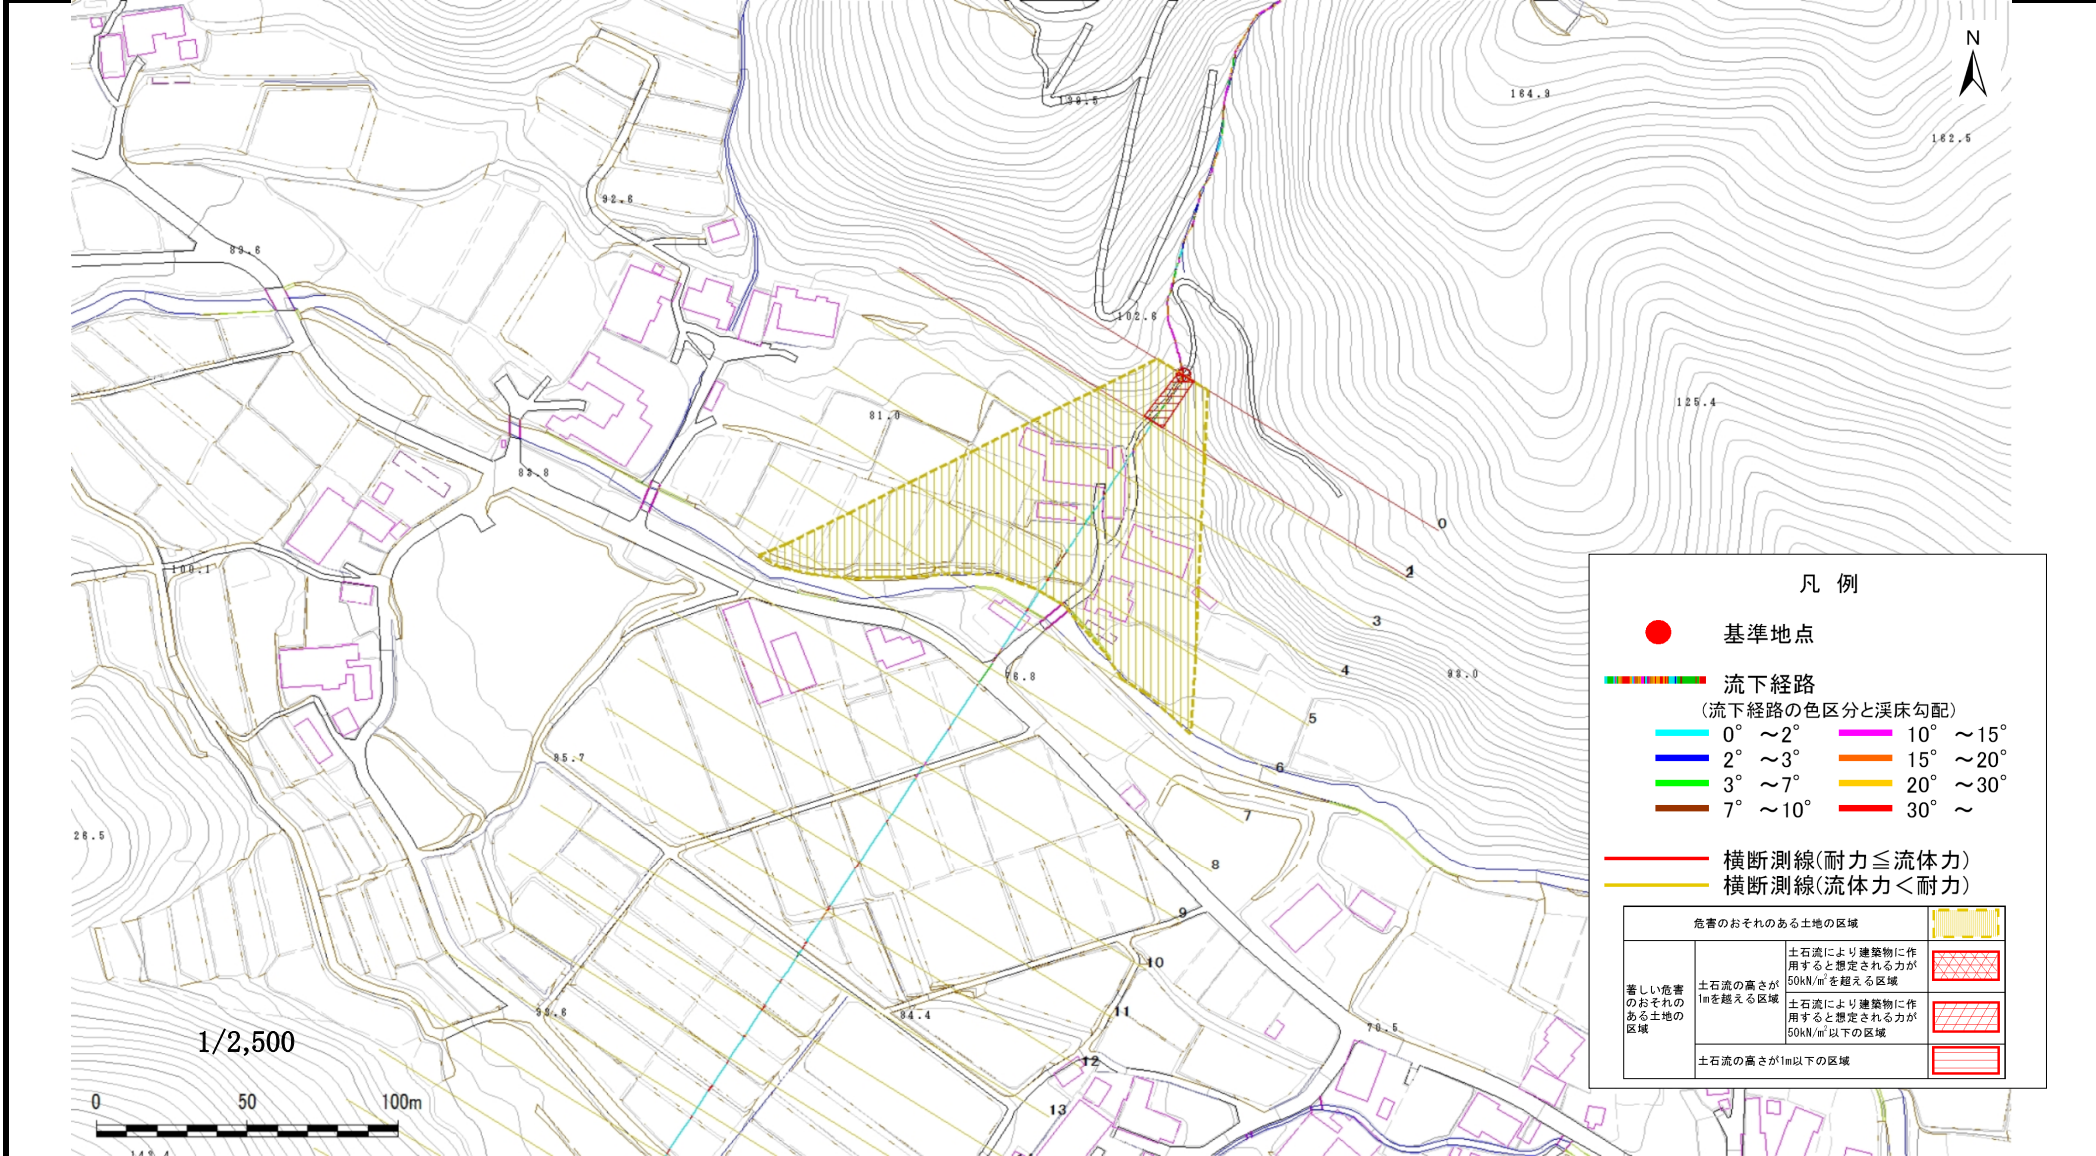 N
139.5
164.9
162.5
92.6
83.6
102.6
125.4
81.0
83.8
0
2
100.1
3
4
93.0
76.8
5
6
85.7
7
26.5
8
9
10
84.4
11
70.5
12
13
1/2,500
0 50 100m
凡 例
基準地点
流下経路
(流下経路の色区分と渓床勾配)
0° ～2° 10° ～15°
2° ～3° 15° ～20°
3° ～7° 20° ～30°
7° ～10° 30° ～
横断測線(耐力≦流体力)
横断測線(流体力＜耐力)
危害のおそれのある土地の区域
著しい危害
のおそれの
ある土地の
区域
土石流の高さが
1mを越える区域
土石流により建築物に作
用すると想定される力が
50kN/m²を超える区域
土石流により建築物に作
用すると想定される力が
50kN/m²以下の区域
土石流の高さが1m以下の区域